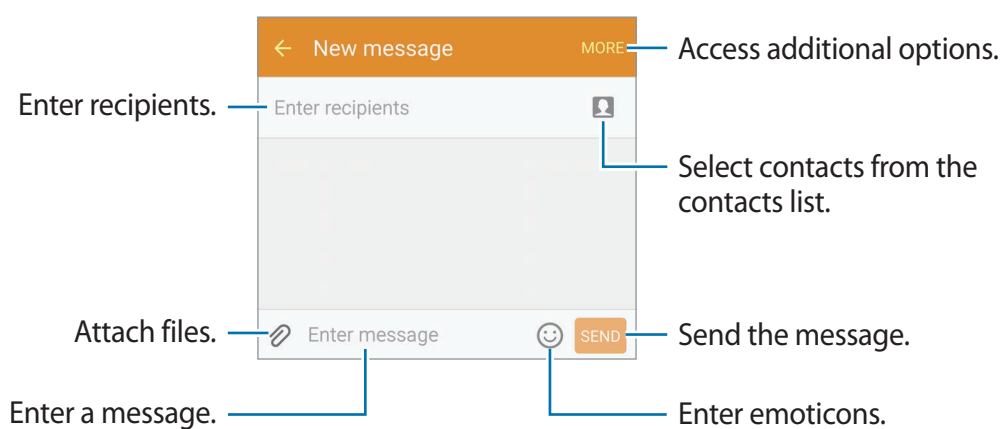 New message
MORE
Access additional options.
Enter recipients.
Enter recipients
Select contacts from the
contacts list.
Attach files.
Enter message
SEND
Send the message.
Enter a message.
Enter emoticons.